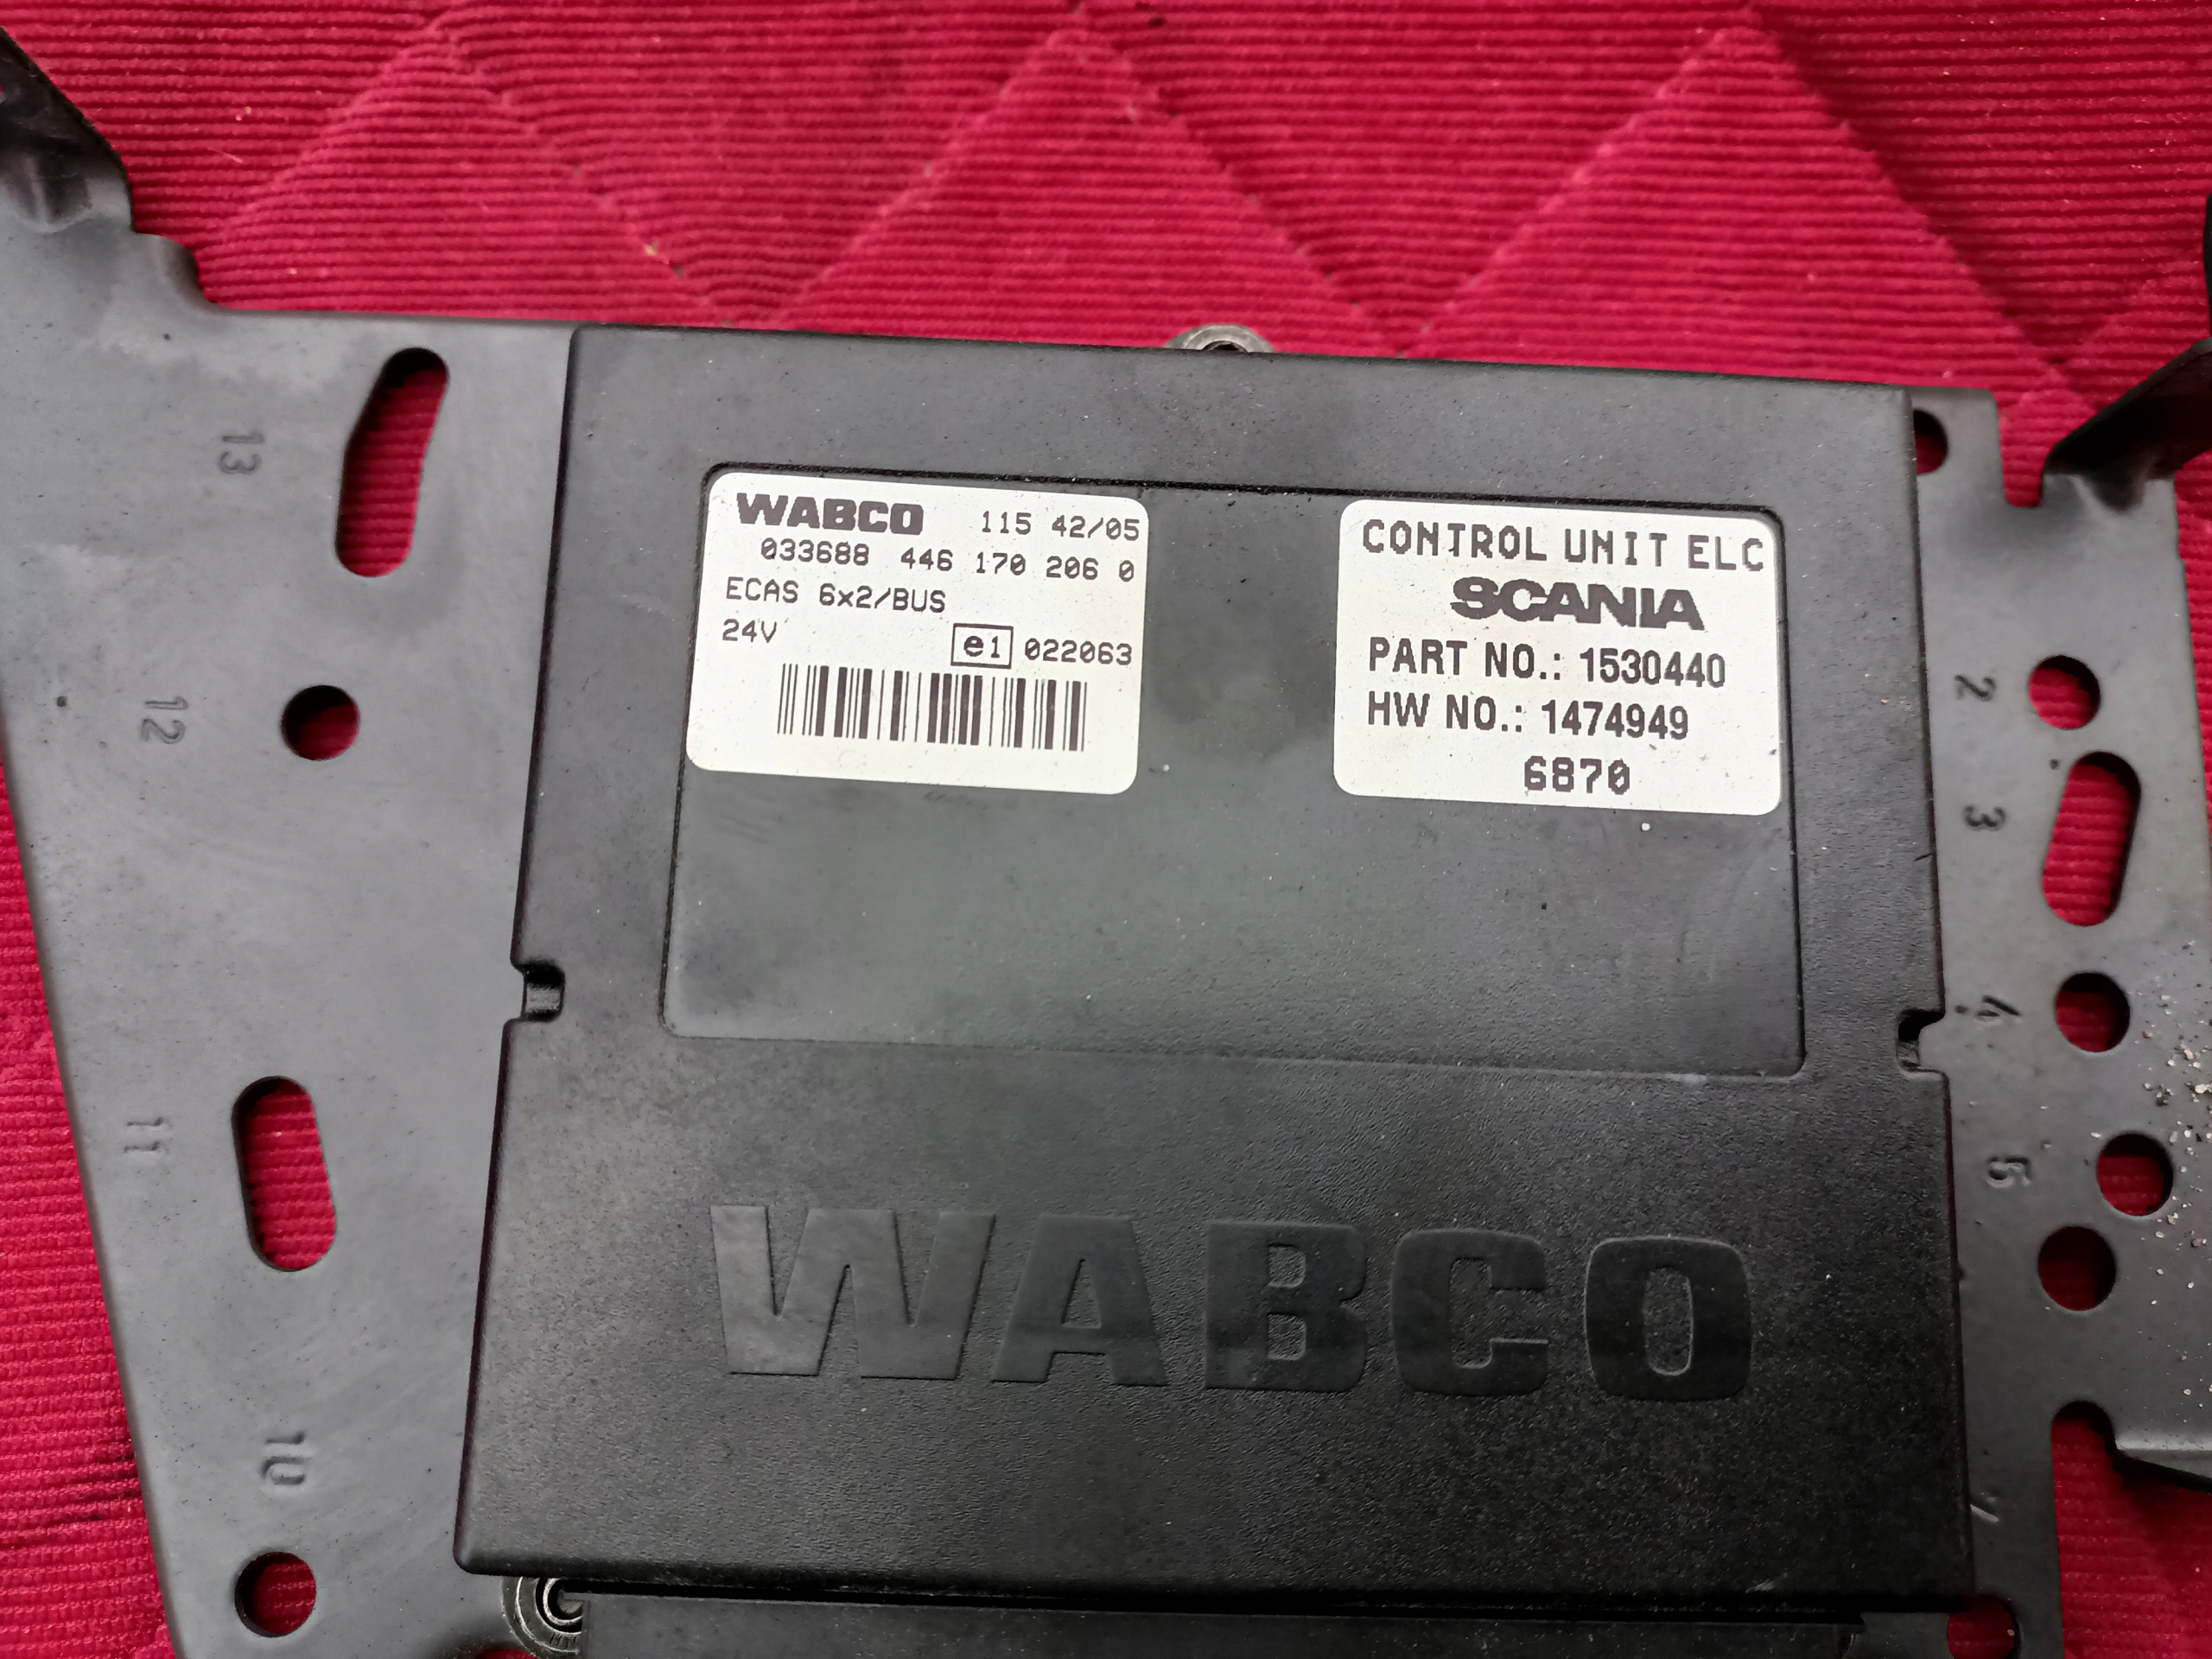 WABCO 115 42/05
033688 446 170 206 0
ECAS 6x2/BUS
24V e1 022063
CONTROL UNIT ELC
SCANIA
PART NO.: 1530440
HW NO.: 1474949
6870
WABCO
13
12
11
10
2
3
4
5